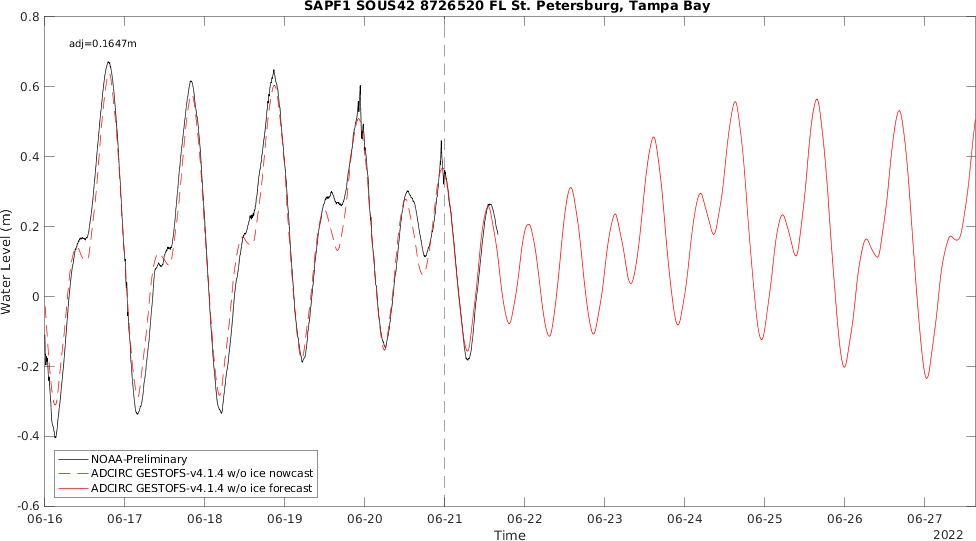 SAPF1 SOUS42 8726520 FL St. Petersburg, Tampa Bay
adj=0.1647m
0.8
0.6
0.4
0.2
0
-0.2
-0.4
-0.6
Water Level (m)
NOAA-Preliminary
ADCIRC GESTOFS-v4.1.4 w/o ice nowcast
ADCIRC GESTOFS-v4.1.4 w/o ice forecast
06-16 06-17 06-18 06-19 06-20 06-21 06-22 06-23 06-24 06-25 06-26 06-27
Time
2022